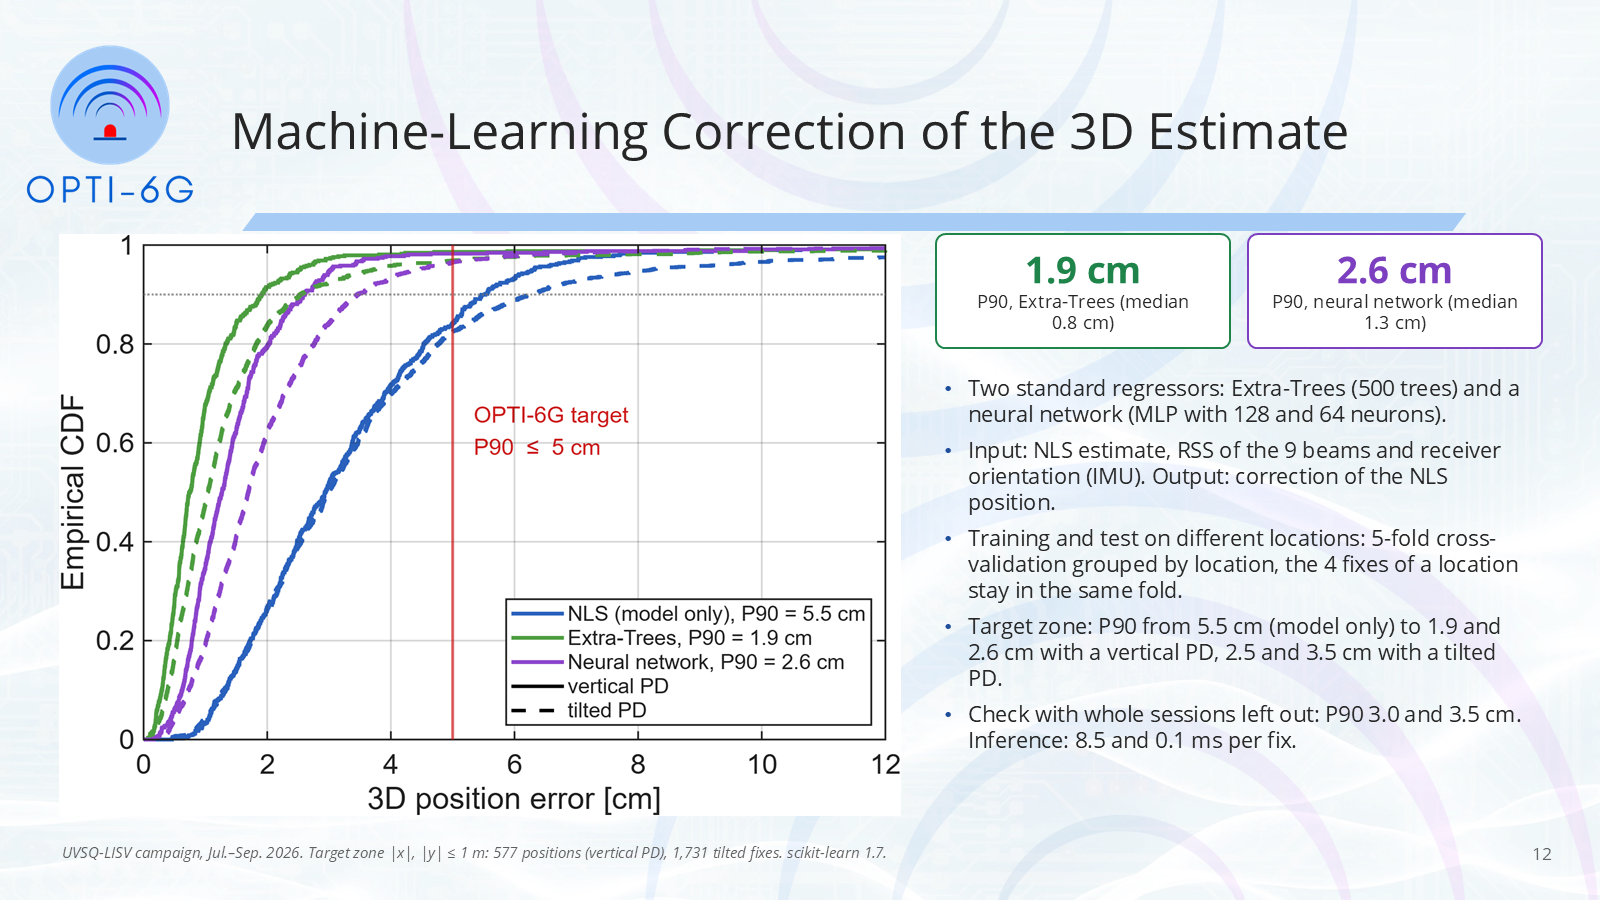 OPTI-6G
Machine-Learning Correction of the 3D Estimate
1
0.8
0.6
0.4
0.2
0
0
2
4
6
8
10
12
Empirical CDF
3D position error [cm]
OPTI-6G target
P90 ≤ 5 cm
NLS (model only), P90 = 5.5 cm
Extra-Trees, P90 = 1.9 cm
Neural network, P90 = 2.6 cm
vertical PD
tilted PD
1.9 cm
P90, Extra-Trees (median
0.8 cm)
2.6 cm
P90, neural network (median
1.3 cm)
• Two standard regressors: Extra-Trees (500 trees) and a
neural network (MLP with 128 and 64 neurons).
• Input: NLS estimate, RSS of the 9 beams and receiver
orientation (IMU). Output: correction of the NLS
position.
• Training and test on different locations: 5-fold cross-
validation grouped by location, the 4 fixes of a location
stay in the same fold.
• Target zone: P90 from 5.5 cm (model only) to 1.9 and
2.6 cm with a vertical PD, 2.5 and 3.5 cm with a tilted
PD.
• Check with whole sessions left out: P90 3.0 and 3.5 cm.
Inference: 8.5 and 0.1 ms per fix.
UVSQ-LISV campaign, Jul.–Sep. 2026. Target zone |x|, |y| ≤ 1 m: 577 positions (vertical PD), 1,731 tilted fixes. scikit-learn 1.7.
12